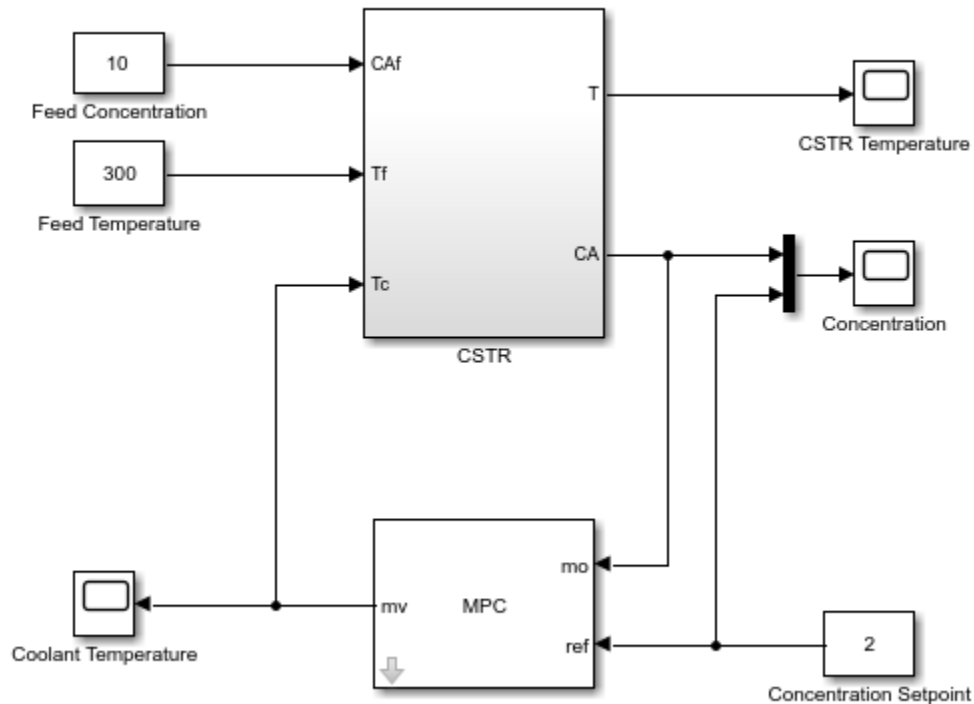 10
CAf
Feed Concentration
T
CSTR Temperature
300
Tf
Feed Temperature
CA
Tc
Concentration
CSTR
mo
mv
MPC
ref
Coolant Temperature
2
Concentration Setpoint